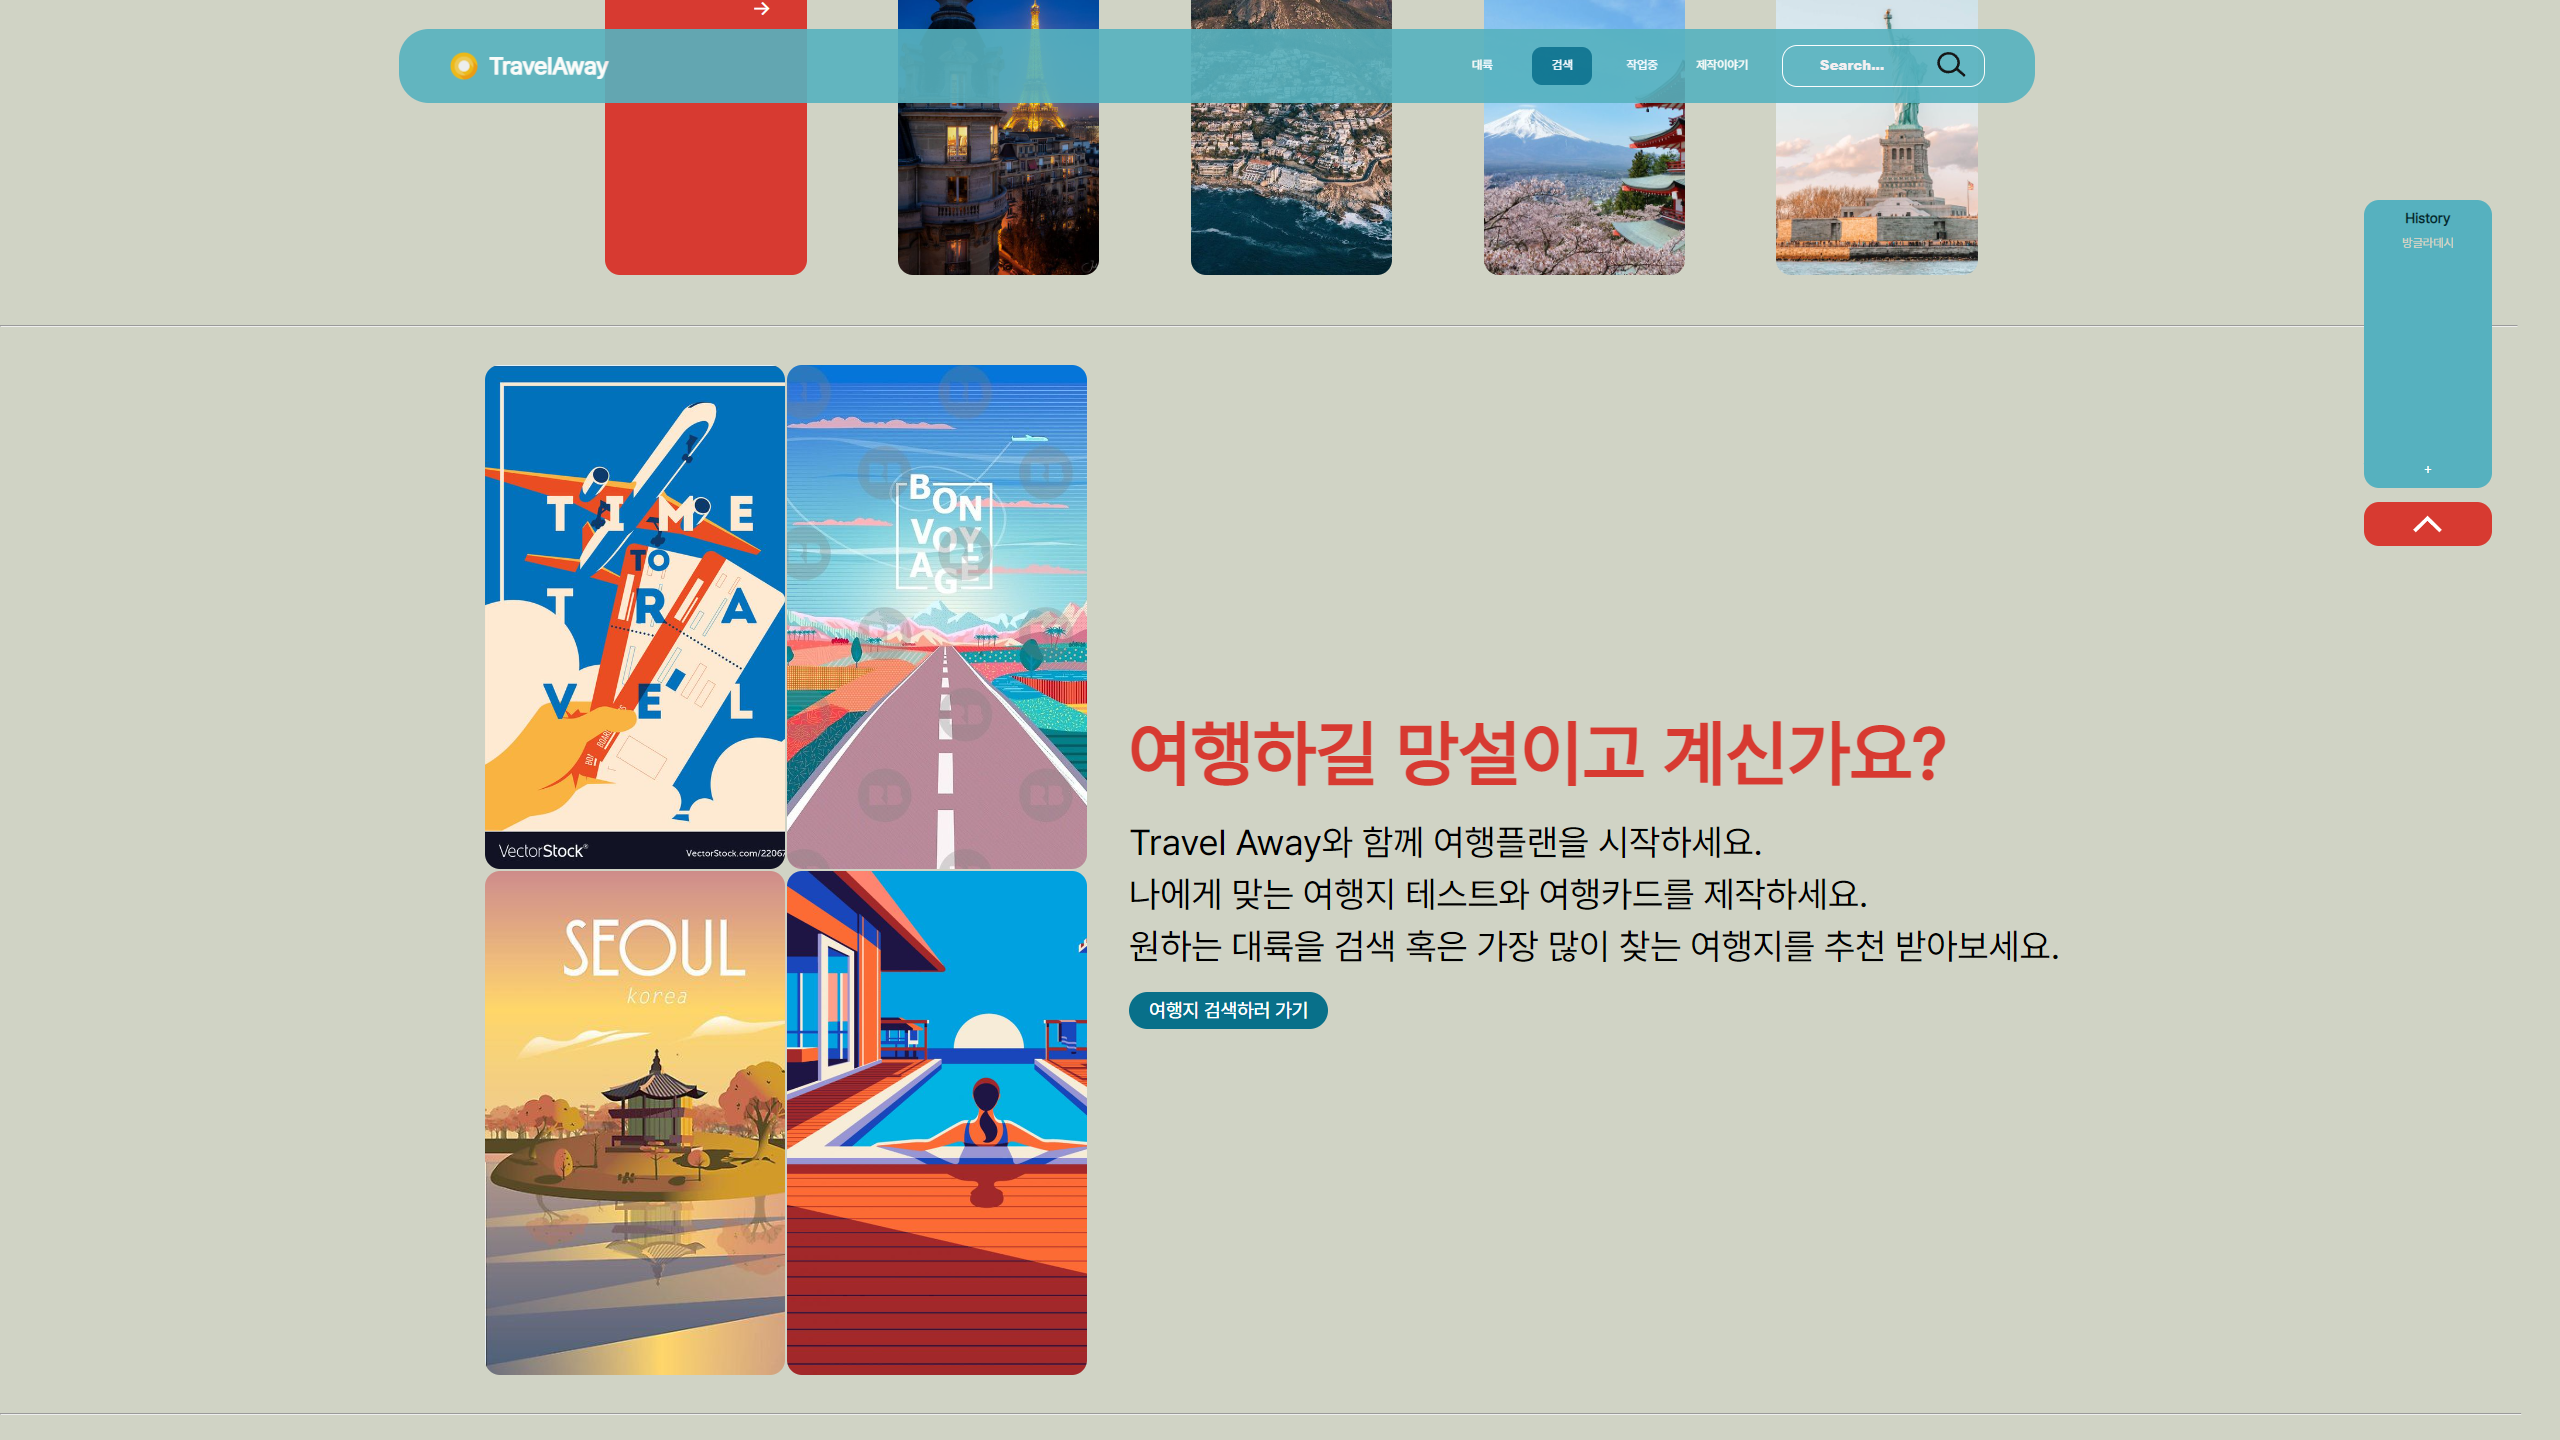 TravelAway
대륙
검색
작업중
제작이야기
Search...
History
방글라데시
+
TIME
TO
TRA
VEL
VectorStock®
VectorStock.com/22067
BON
VOY
AGE
RB
SEOUL
korea
여행하길 망설이고 계신가요?
Travel Away와 함께 여행플랜을 시작하세요.
나에게 맞는 여행지 테스트와 여행카드를 제작하세요.
원하는 대륙을 검색 혹은 가장 많이 찾는 여행지를 추천 받아보세요.
여행지 검색하러 가기